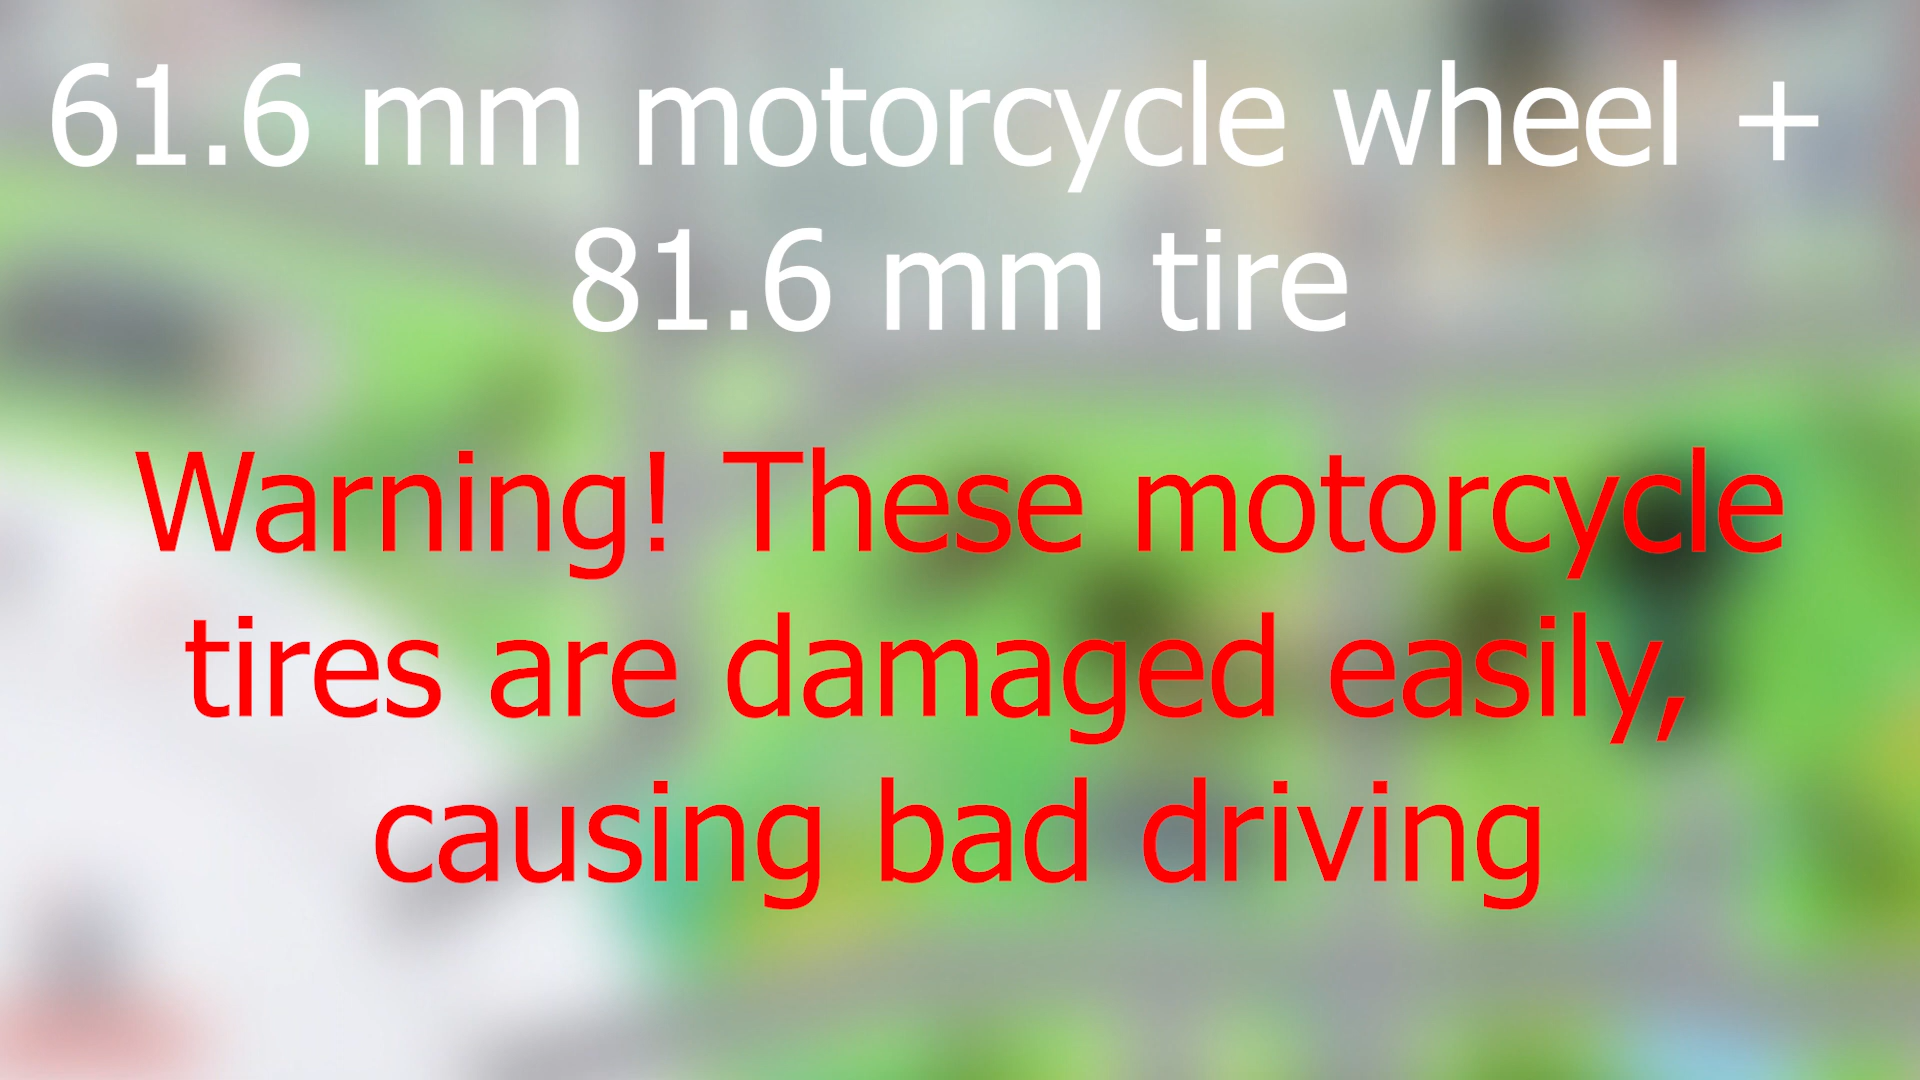 61.6 mm motorcycle wheel +
81.6 mm tire
Warning! These motorcycle
tires are damaged easily,
causing bad driving